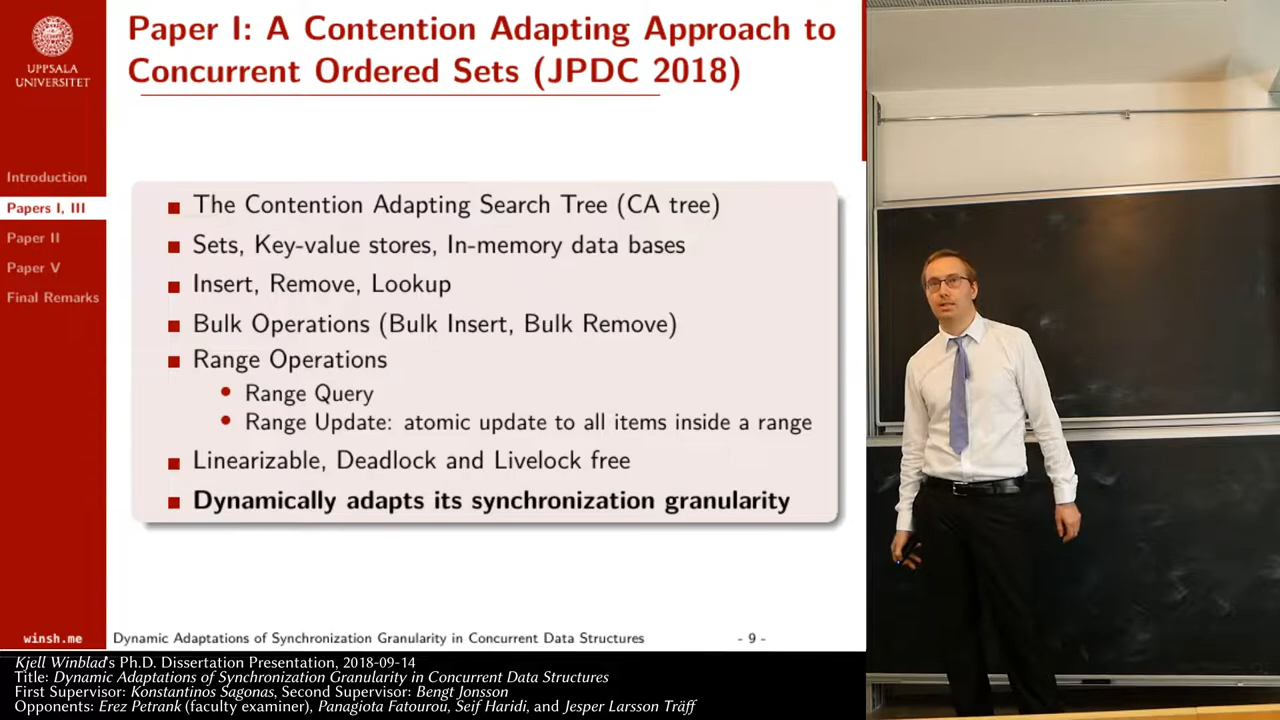 Paper I: A Contention Adapting Approach to
Concurrent Ordered Sets (JPDC 2018)
UPPSALA
UNIVERSITET
Introduction
Papers I, III
Paper II
Paper V
Final Remarks
The Contention Adapting Search Tree (CA tree)
Sets, Key-value stores, In-memory data bases
Insert, Remove, Lookup
Bulk Operations (Bulk Insert, Bulk Remove)
Range Operations
Range Query
Range Update: atomic update to all items inside a range
Linearizable, Deadlock and Livelock free
Dynamically adapts its synchronization granularity
winsh.me
Dynamic Adaptations of Synchronization Granularity in Concurrent Data Structures
- 9 -
Kjell Winblad's Ph.D. Dissertation Presentation, 2018-09-14
Title: Dynamic Adaptations of Synchronization Granularity in Concurrent Data Structures
First Supervisor: Konstantinos Sagonas, Second Supervisor: Bengt Jonsson
Opponents: Erez Petrank (faculty examiner), Panagiota Fatourou, Seif Haridi, and Jesper Larsson Träff